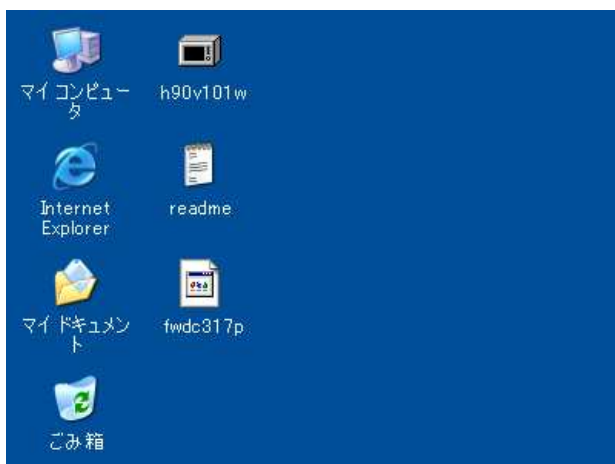 マイ コンピュー
タ
h90v101w
Internet
Explorer
readme
マイ ドキュメン
ト
fwdc317p
ごみ箱